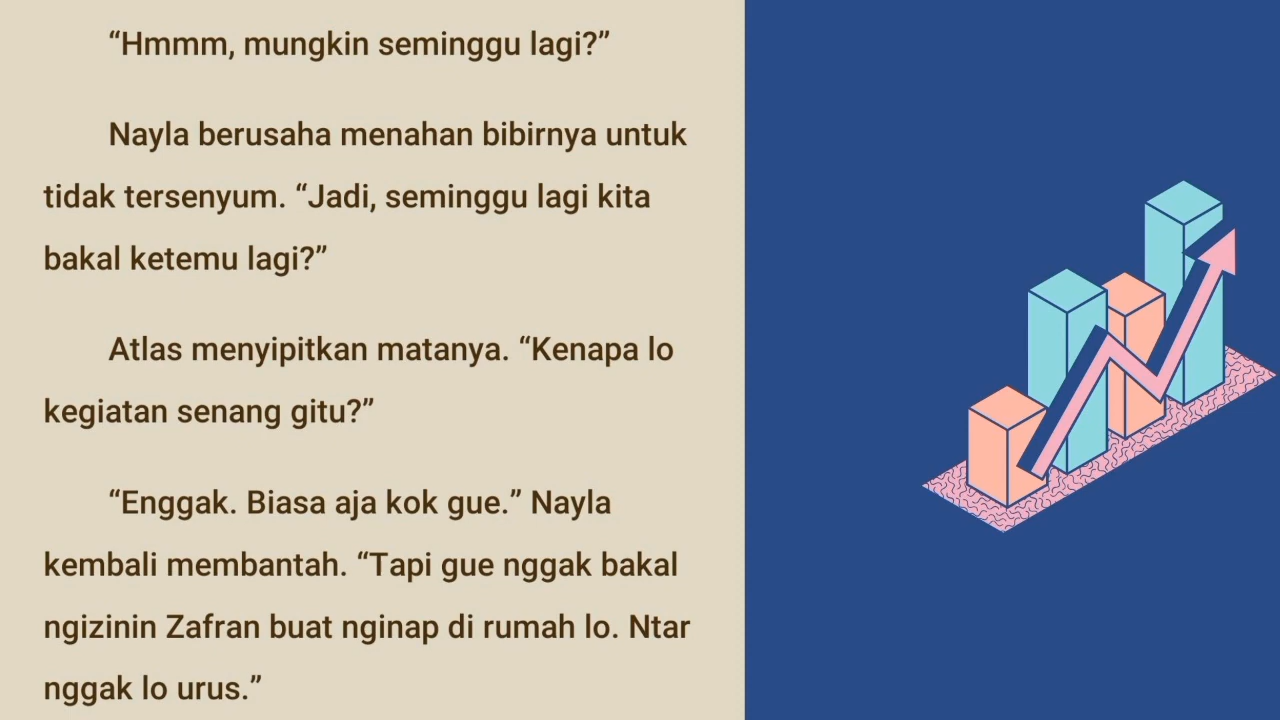 “Hmmm, mungkin seminggu lagi?”
Nayla berusaha menahan bibirnya untuk
tidak tersenyum. “Jadi, seminggu lagi kita
bakal ketemu lagi?”
Atlas menyipitkan matanya. “Kenapa lo
kegiatan senang gitu?”
“Enggak. Biasa aja kok gue.” Nayla
kembali membantah. “Tapi gue nggak bakal
ngizinin Zafran buat nginap di rumah lo. Ntar
nggak lo urus.”